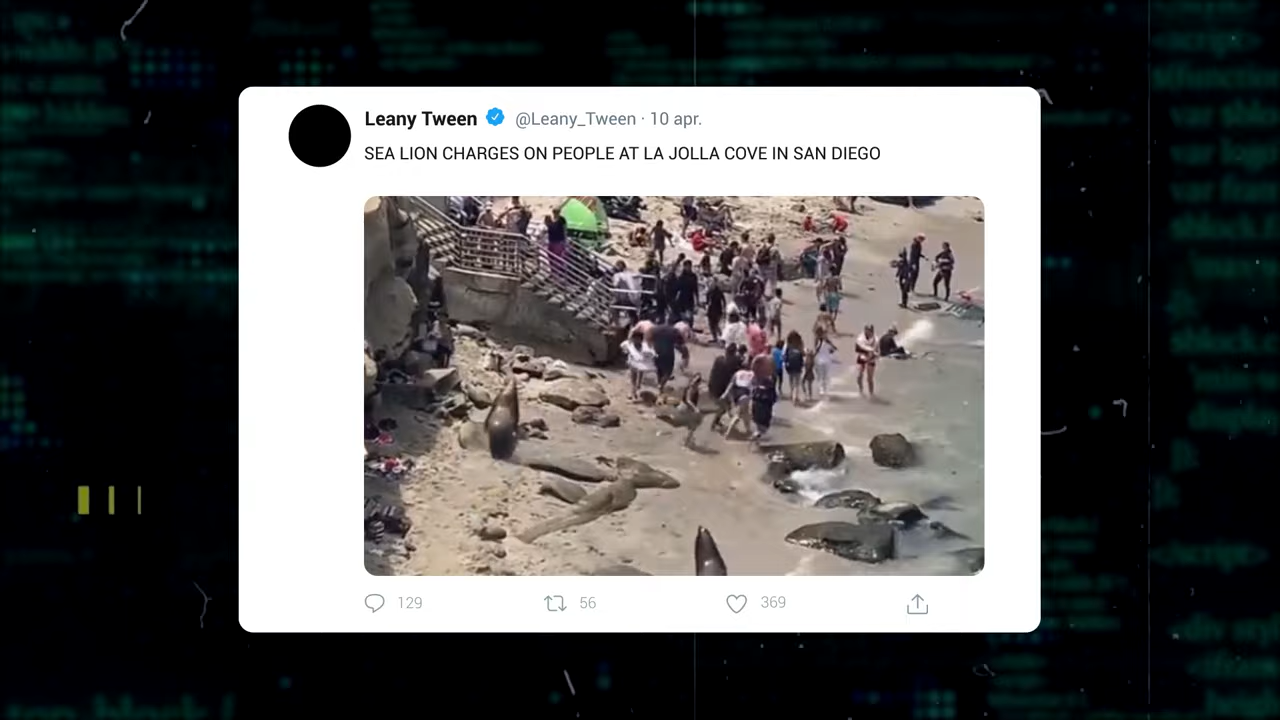 Leany Tween @Leany_Tween · 10 apr.
SEA LION CHARGES ON PEOPLE AT LA JOLLA COVE IN SAN DIEGO
129 56 369